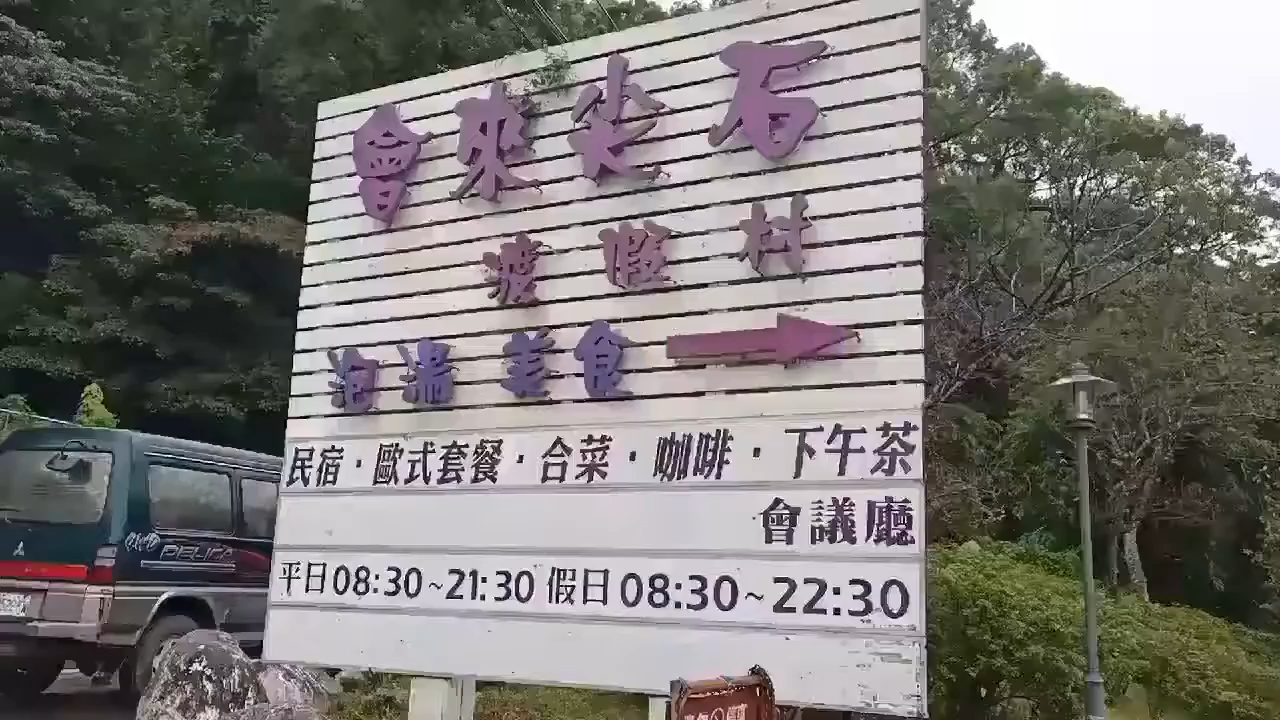 會來尖石
渡假村
泡湯 美食
民宿·歐式套餐·合菜·咖啡·下午茶
會議廳
平日08:30~21:30 假日08:30~22:30
DELICA